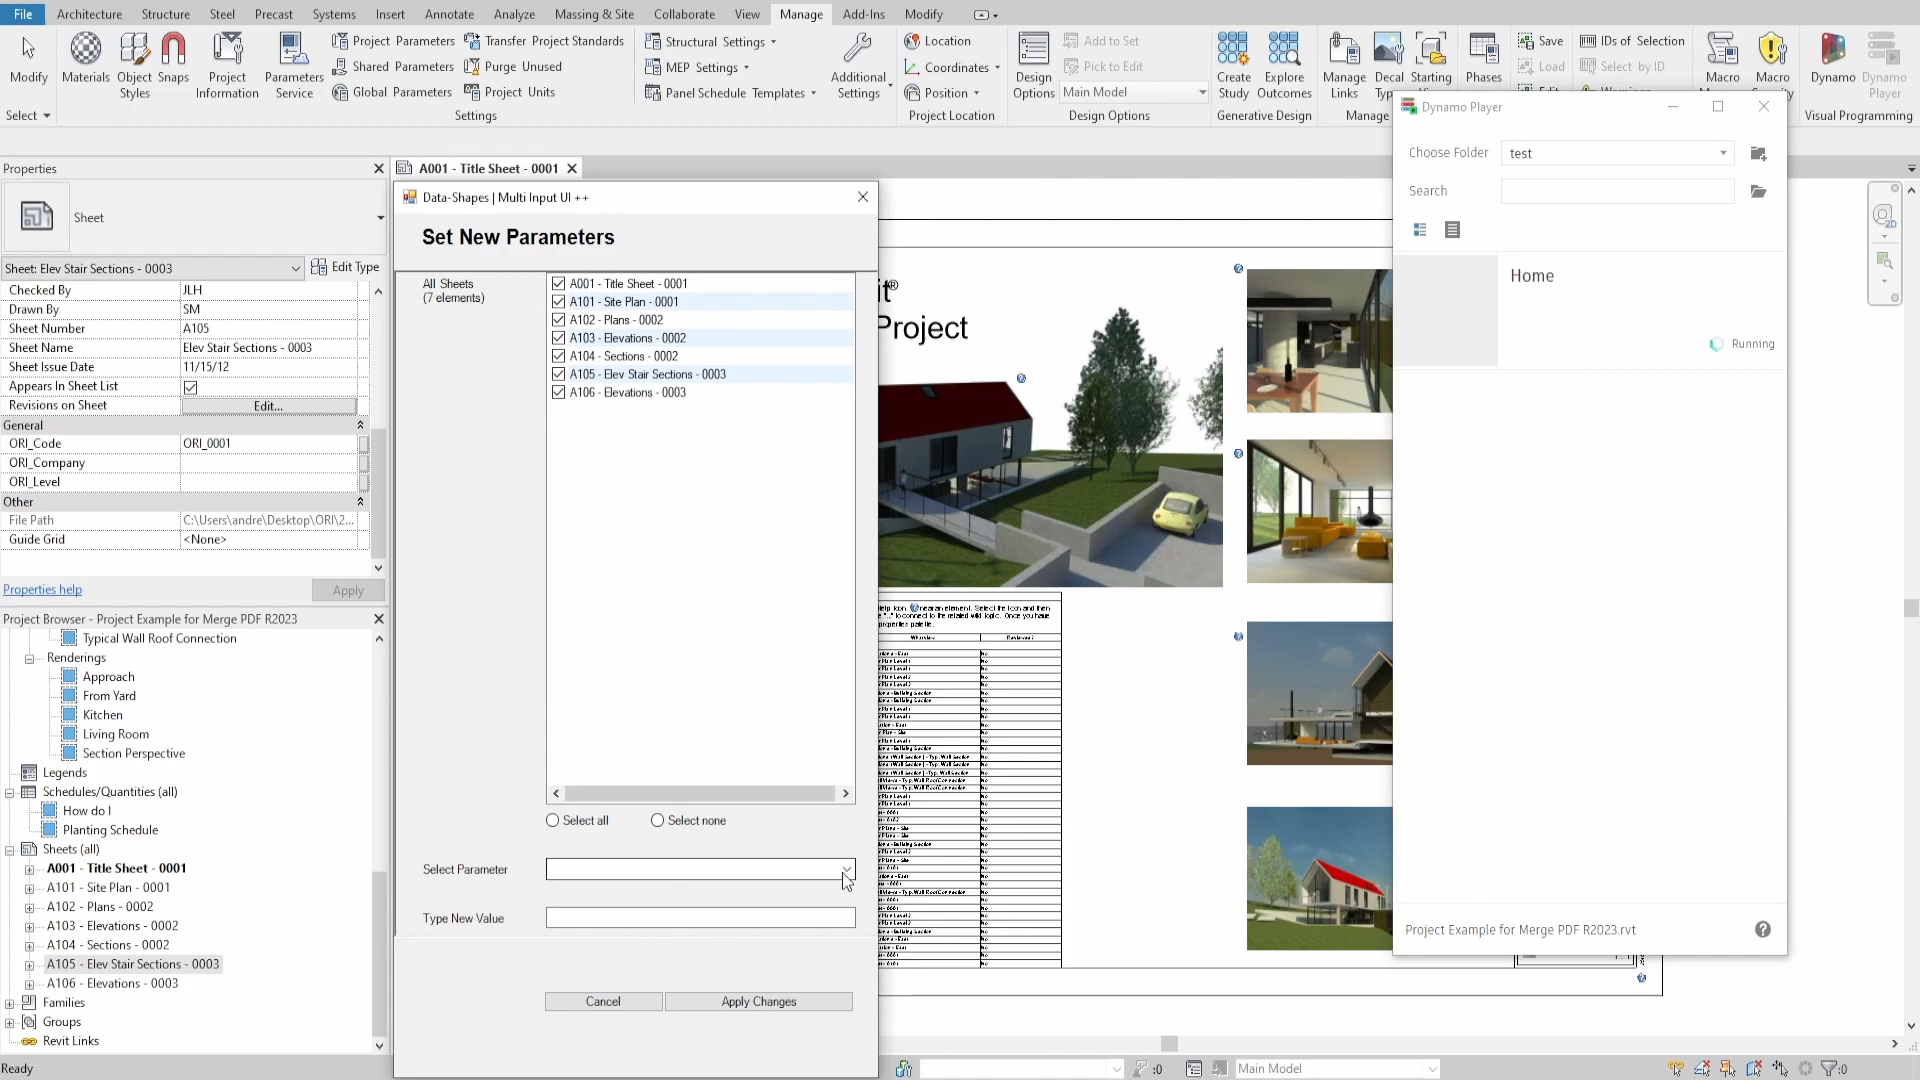 File Architecture Structure Steel Precast Systems Insert Annotate Analyze Massing & Site Collaborate View Manage Add-Ins Modify
Modify
Materials
Object Styles
Snaps
Project Information
Parameters Service
Project Parameters
Shared Parameters
Global Parameters
Transfer Project Standards
Purge Unused
Project Units
Structural Settings
MEP Settings
Panel Schedule Templates
Additional Settings
Location
Coordinates
Position
Design Options
Add to Set
Pick to Edit
Main Model
Create Study
Explore Outcomes
Manage Links
Decal
Starting
Phases
Save
Load
IDs of Selection
Select by ID
Macro
Macro
Dynamo
Dynamo Player
Select
Settings
Project Location
Design Options
Generative Design
Manage
Visual Programming
Properties
Sheet
Sheet: Elev Stair Sections - 0003
Edit Type
Checked By JLH
Drawn By SM
Sheet Number A105
Sheet Name Elev Stair Sections - 0003
Sheet Issue Date 11/15/12
Appears In Sheet List
Revisions on Sheet Edit...
General
ORI_Code ORI_0001
ORI_Company
ORI_Level
Other
File Path C:\Users\andre\Desktop\ORI\2...
Guide Grid <None>
Properties help
Apply
Project Browser - Project Example for Merge PDF R2023
Typical Wall Roof Connection
Renderings
Approach
From Yard
Kitchen
Living Room
Section Perspective
Legends
Schedules/Quantities (all)
How do I
Planting Schedule
Sheets (all)
A001 - Title Sheet - 0001
A101 - Site Plan - 0001
A102 - Plans - 0002
A103 - Elevations - 0002
A104 - Sections - 0002
A105 - Elev Stair Sections - 0003
A106 - Elevations - 0003
Families
Groups
Revit Links
Ready
A001 - Title Sheet - 0001
Data-Shapes | Multi Input UI ++
Set New Parameters
All Sheets
(7 elements)
A001 - Title Sheet - 0001
A101 - Site Plan - 0001
A102 - Plans - 0002
A103 - Elevations - 0002
A104 - Sections - 0002
A105 - Elev Stair Sections - 0003
A106 - Elevations - 0003
Select all
Select none
Select Parameter
Type New Value
Cancel
Apply Changes
Project
Dynamo Player
Choose Folder test
Search
Home
Running
Project Example for Merge PDF R2023.rvt
:0
Main Model
:0